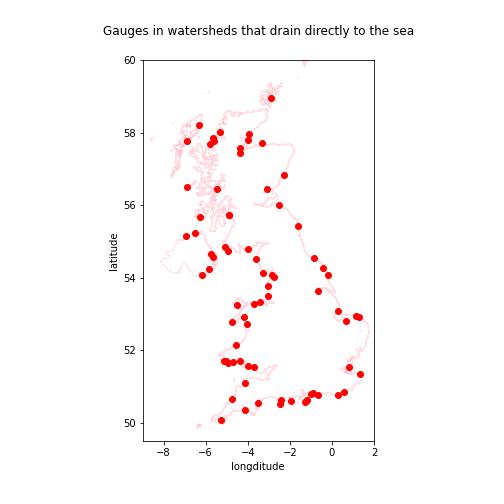 Gauges in watersheds that drain directly to the sea
60
58
56
54
52
50
latitude
−8 −6 −4 −2 0 2
longditude